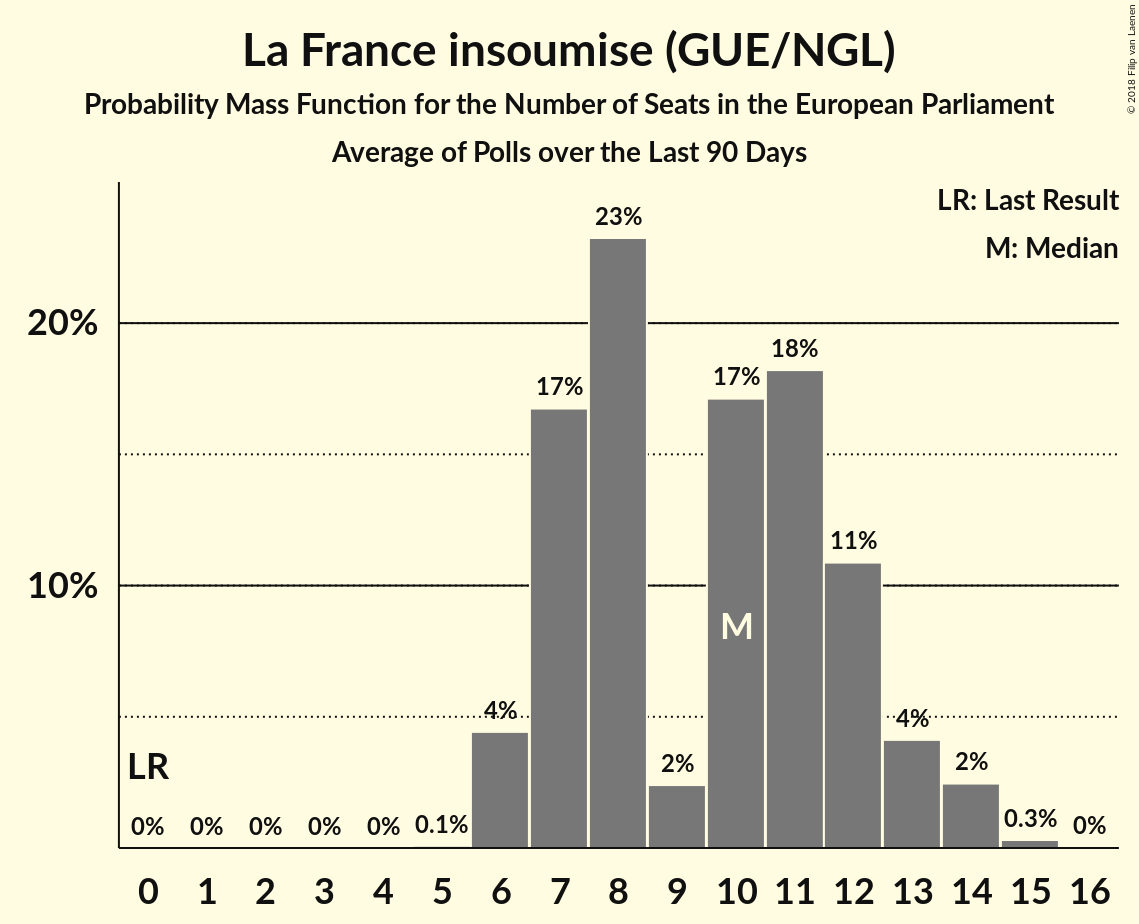 La France insoumise (GUE/NGL)
Probability Mass Function for the Number of Seats in the European Parliament
Average of Polls over the Last 90 Days
© 2018 Filip van Laenen
LR: Last Result
M: Median
20%
10%
LR
0%
0%
0%
0%
0%
0.1%
4%
17%
23%
2%
17%
M
18%
11%
4%
2%
0.3%
0%
0 1 2 3 4 5 6 7 8 9 10 11 12 13 14 15 16